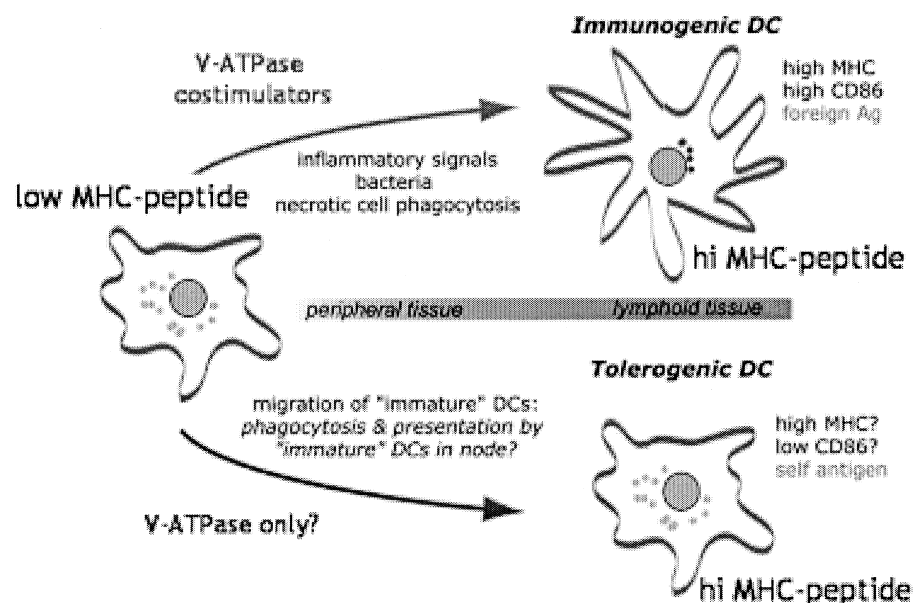 Immunogenic DC
V-ATPase
costimulators
high MHC
high CD86
foreign Ag
inflammatory signals
bacteria
necrotic cell phagocytosis
low MHC-peptide
hi MHC-peptide
peripheral tissue
lymphoid tissue
Tolerogenic DC
migration of "immature" DCs:
phagocytosis & presentation by
"immature" DCs in node?
high MHC?
low CD86?
self antigen
V-ATPase only?
hi MHC-peptide